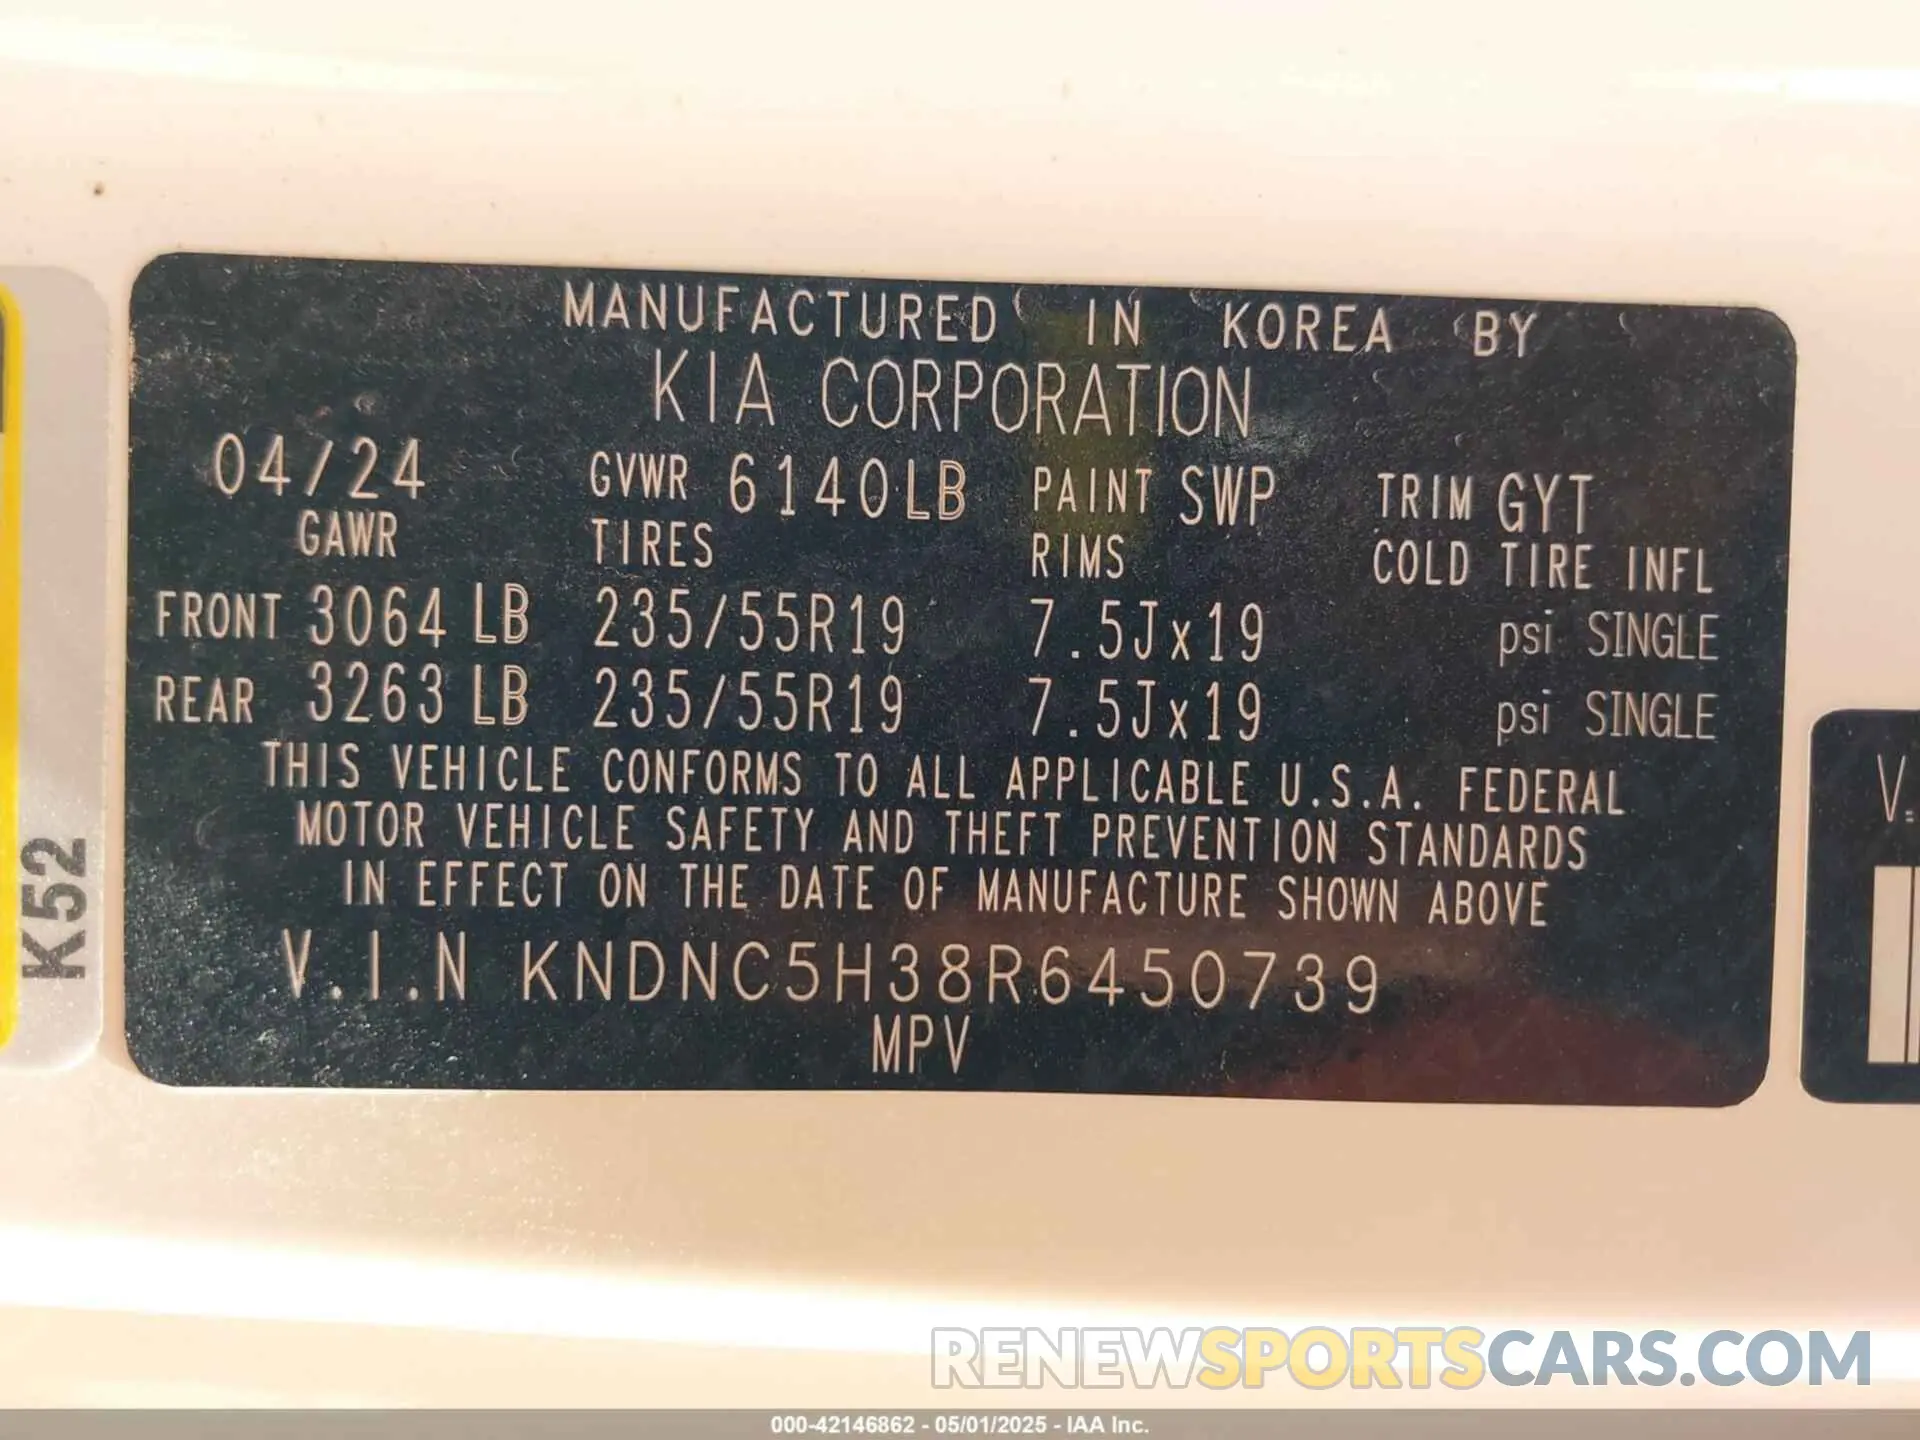 MANUFACTURED IN KOREA BY
KIA CORPORATION
04/24 GVWR 6140LB PAINT SWP TRIM GYT
GAWR TIRES RIMS COLD TIRE INFL
FRONT 3064 LB 235/55R19 7.5Jx19 psi SINGLE
REAR 3263 LB 235/55R19 7.5Jx19 psi SINGLE
THIS VEHICLE CONFORMS TO ALL APPLICABLE U.S.A. FEDERAL
MOTOR VEHICLE SAFETY AND THEFT PREVENTION STANDARDS
IN EFFECT ON THE DATE OF MANUFACTURE SHOWN ABOVE
V.I.N KNDNC5H38R6450739
MPV
K52
RENEWSPORTSCARS.COM
000-42146862 - 05/01/2025 - IAA Inc.